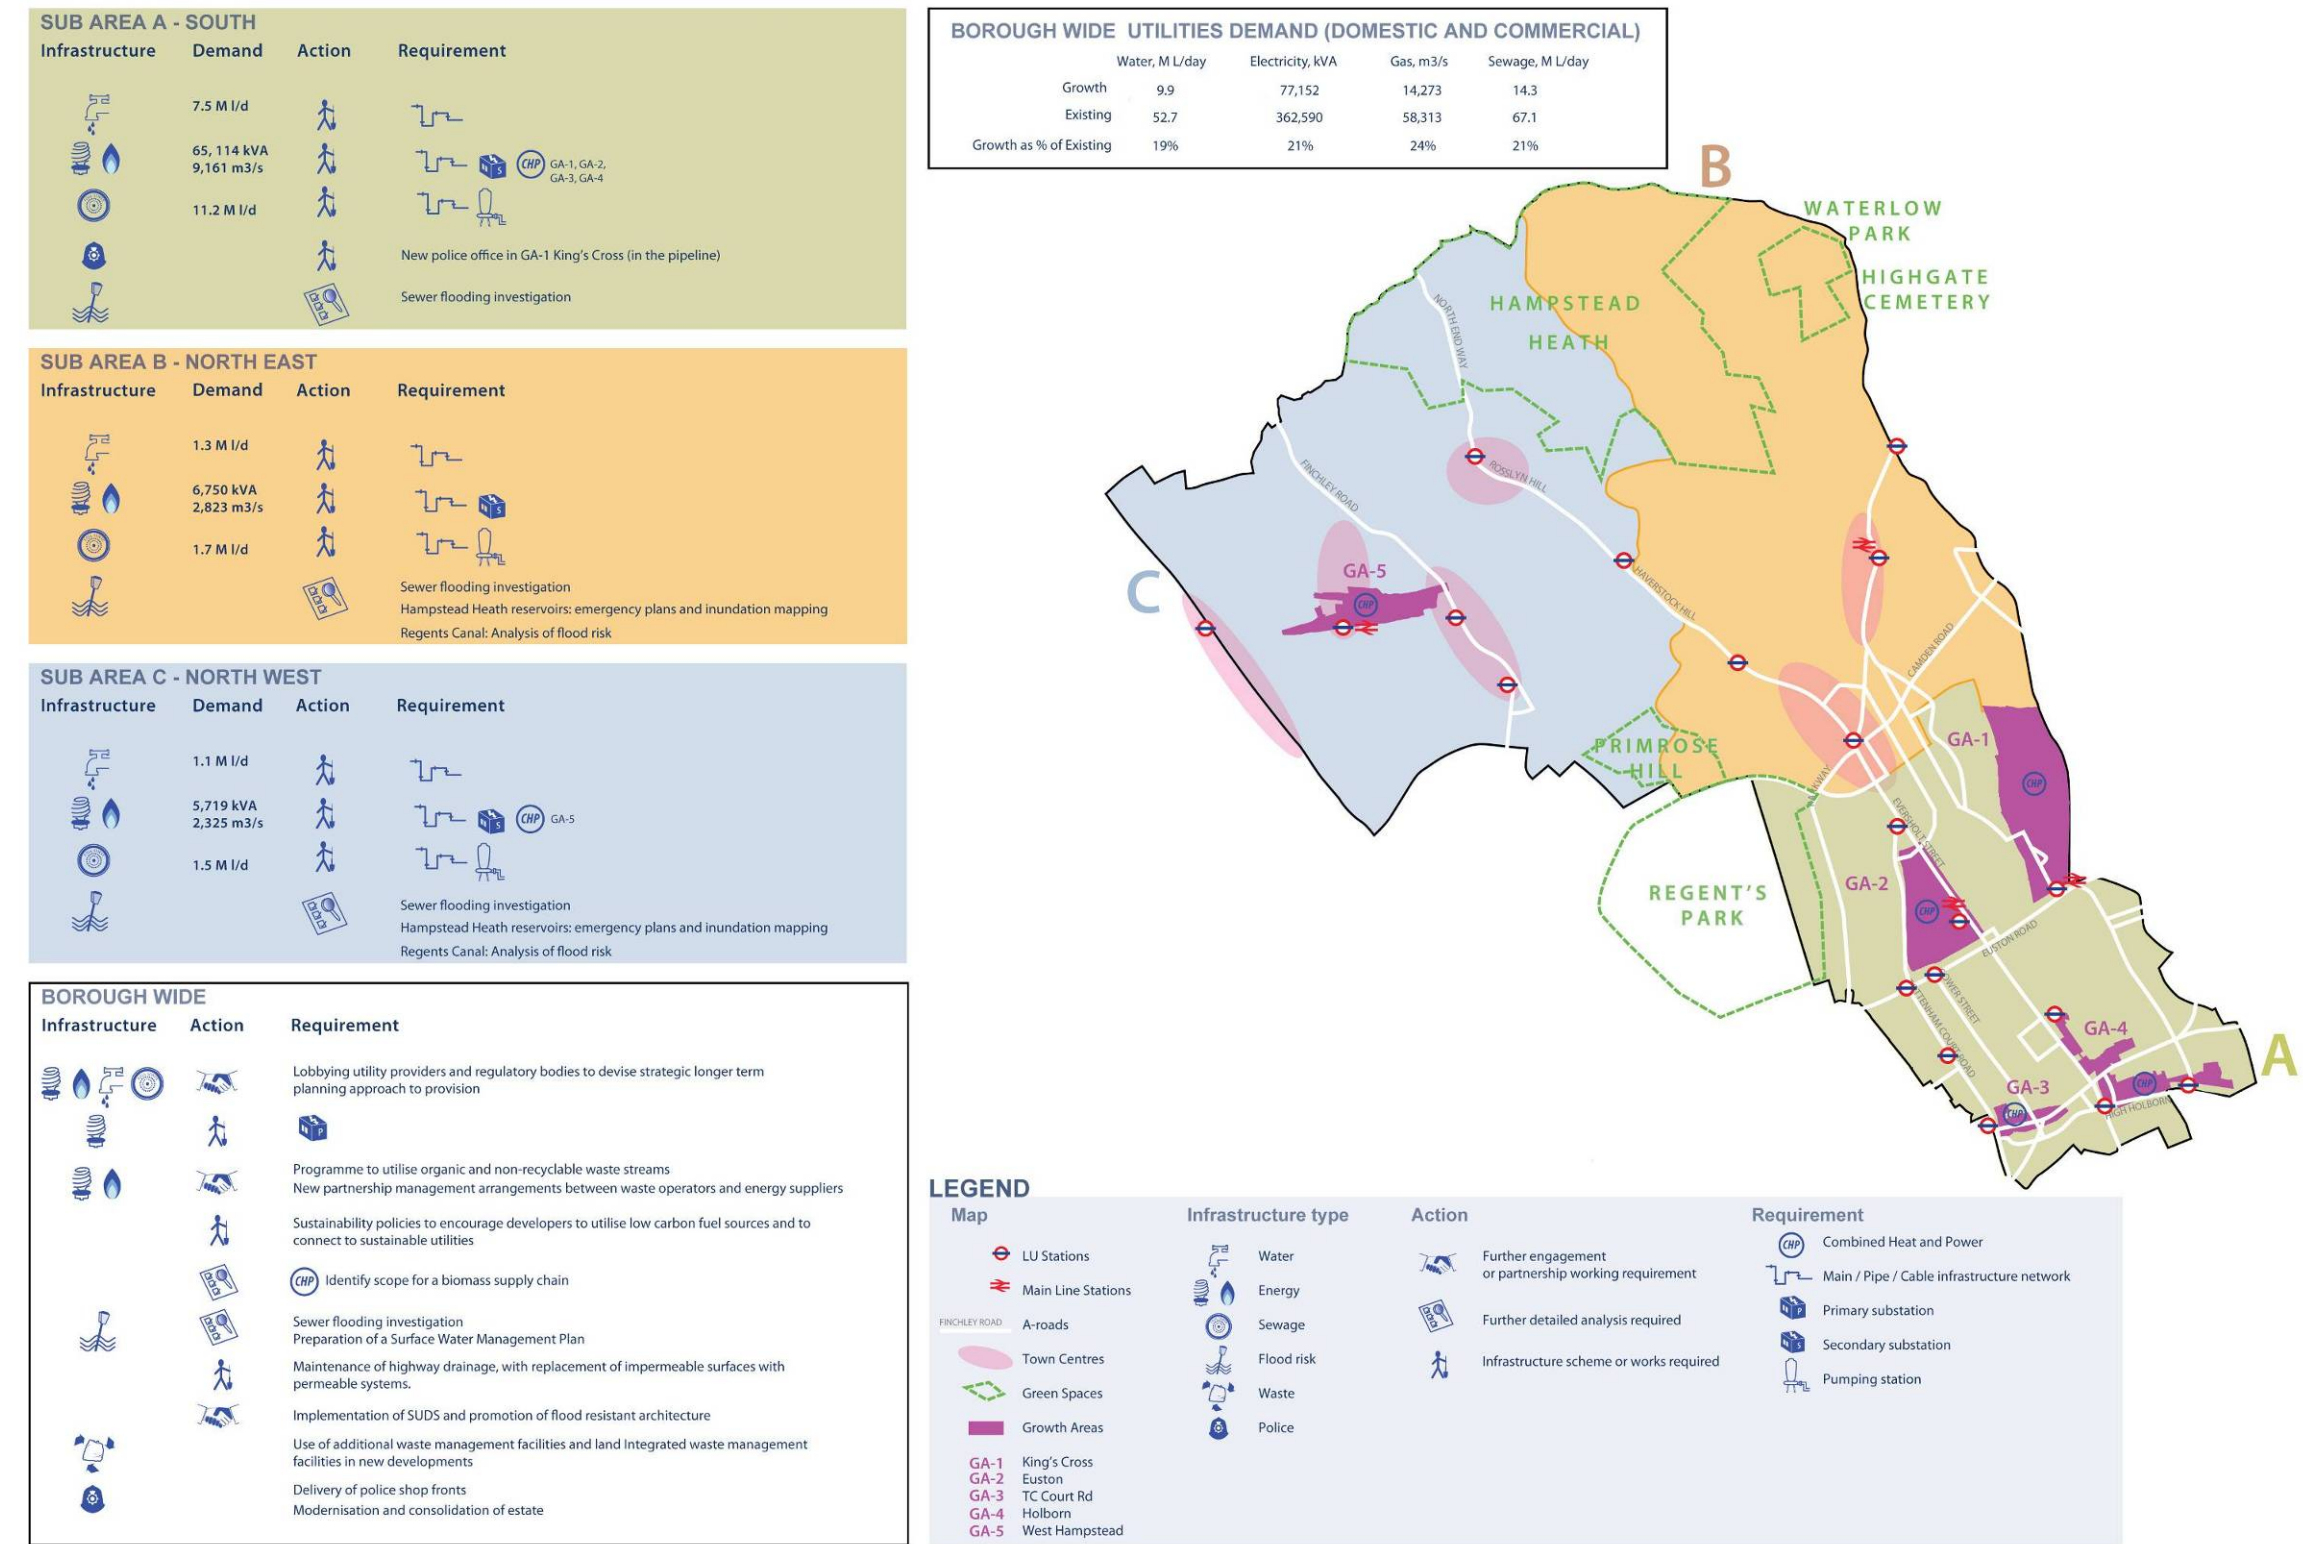 SUB AREA A - SOUTH
Infrastructure Demand Action Requirement
7.5 M l/d
65, 114 kVA
9,161 m3/s
CHP GA-1, GA-2,
GA-3, GA-4
11.2 M l/d
New police office in GA-1 King's Cross (in the pipeline)
Sewer flooding investigation
SUB AREA B - NORTH EAST
Infrastructure Demand Action Requirement
1.3 M l/d
6,750 kVA
2,823 m3/s
1.7 M l/d
Sewer flooding investigation
Hampstead Heath reservoirs: emergency plans and inundation mapping
Regents Canal: Analysis of flood risk
SUB AREA C - NORTH WEST
Infrastructure Demand Action Requirement
1.1 M l/d
5,719 kVA
2,325 m3/s
CHP GA-5
1.5 M l/d
Sewer flooding investigation
Hampstead Heath reservoirs: emergency plans and inundation mapping
Regents Canal: Analysis of flood risk
BOROUGH WIDE
Infrastructure Action Requirement
Lobbying utility providers and regulatory bodies to devise strategic longer term
planning approach to provision
P
Programme to utilise organic and non-recyclable waste streams
New partnership management arrangements between waste operators and energy suppliers
Sustainability policies to encourage developers to utilise low carbon fuel sources and to
connect to sustainable utilities
CHP Identify scope for a biomass supply chain
Sewer flooding investigation
Preparation of a Surface Water Management Plan
Maintenance of highway drainage, with replacement of impermeable surfaces with
permeable systems.
Implementation of SUDS and promotion of flood resistant architecture
Use of additional waste management facilities and land Integrated waste management
facilities in new developments
Delivery of police shop fronts
Modernisation and consolidation of estate
BOROUGH WIDE UTILITIES DEMAND (DOMESTIC AND COMMERCIAL)
Water, M L/day Electricity, kVA Gas, m3/s Sewage, M L/day
Growth 9.9 77,152 14,273 14.3
Existing 52.7 362,590 58,313 67.1
Growth as % of Existing 19% 21% 24% 21%
B
WATERLOW
PARK
HIGHGATE
CEMETERY
HAMPSTEAD
HEATH
NORTH END WAY
FINCHLEY ROAD
ROSSLYN HILL
HAVERSTOCK HILL
CAMDEN ROAD
C
GA-5
CHP
PRIMROSE
HILL
GA-1
CHP
EVERSHOLT STREET
GA-2
CHP
REGENT'S
PARK
EUSTON ROAD
GA-4
CHP
GA-3
CHP
HIGH HOLBORN
A
LEGEND
Map Infrastructure type Action Requirement
LU Stations
Main Line Stations
FINCHLEY ROAD A-roads
Town Centres
Green Spaces
Growth Areas
GA-1 King's Cross
GA-2 Euston
GA-3 TC Court Rd
GA-4 Holborn
GA-5 West Hampstead
Water
Energy
Sewage
Flood risk
Waste
Police
Further engagement
or partnership working requirement
Further detailed analysis required
Infrastructure scheme or works required
CHP Combined Heat and Power
Main / Pipe / Cable infrastructure network
P Primary substation
S Secondary substation
Pumping station